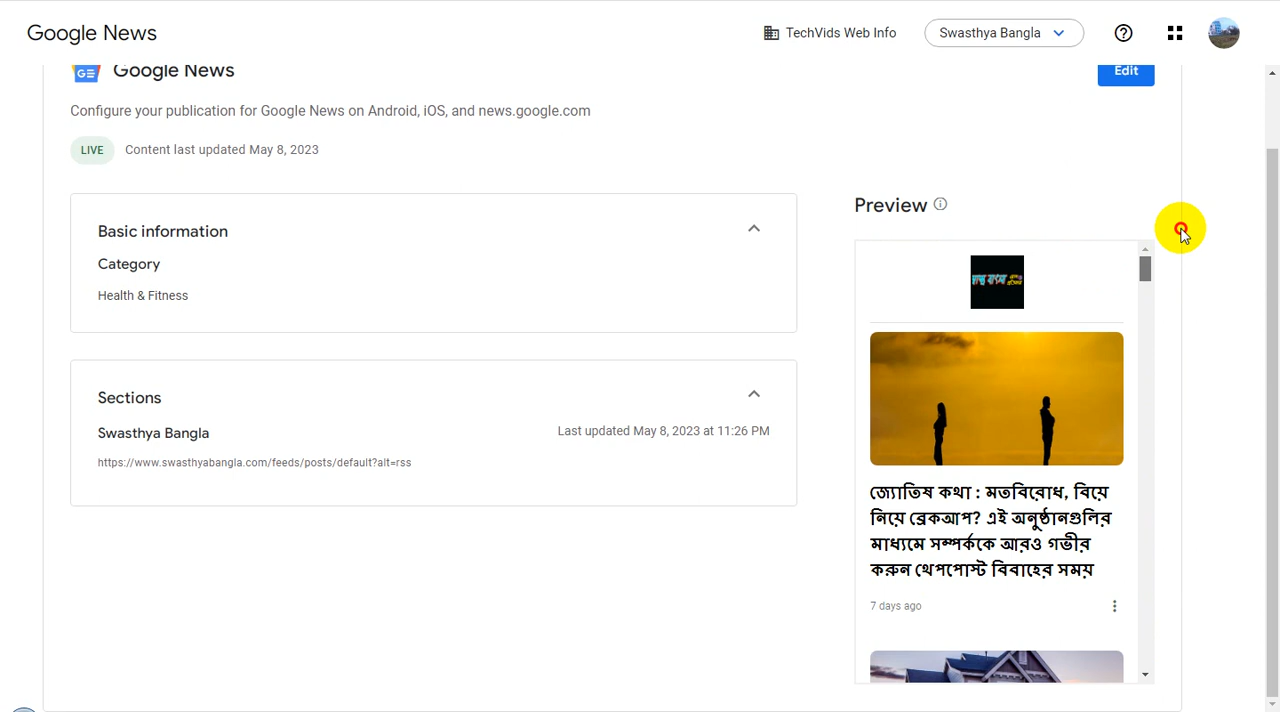 Google News
TechVids Web Info
Swasthya Bangla
Google News
Edit
Configure your publication for Google News on Android, iOS, and news.google.com
LIVE
Content last updated May 8, 2023
Basic information
Category
Health & Fitness
Sections
Swasthya Bangla
Last updated May 8, 2023 at 11:26 PM
https://www.swasthyabangla.com/feeds/posts/default?alt=rss
Preview
জ্যোতিষ কথা : মতবিরোধ, বিয়ে
নিয়ে ব্রেকআপ? এই অনুষ্ঠানগুলির
মাধ্যমে সম্পর্ককে আরও গভীর
করুন থেপপোস্ট বিবাহের সময়
7 days ago